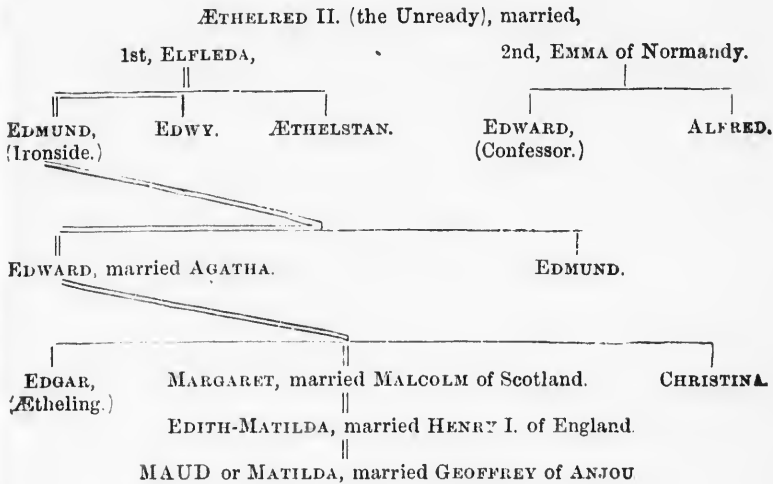 ÆTHELRED II. (the Unready), married,
1st, ELFLEDA,
2nd, EMMA of Normandy.
EDMUND, EDWY. ÆTHELSTAN. EDWARD, ALFRED.
(Ironside.) (Confessor.)
EDWARD, married AGATHA. EDMUND.
EDGAR, MARGARET, married MALCOLM of Scotland. CHRISTINA.
(Ætheling.)
EDITH-MATILDA, married HENRY I. of England.
MAUD or MATILDA, married GEOFFREY of ANJOU